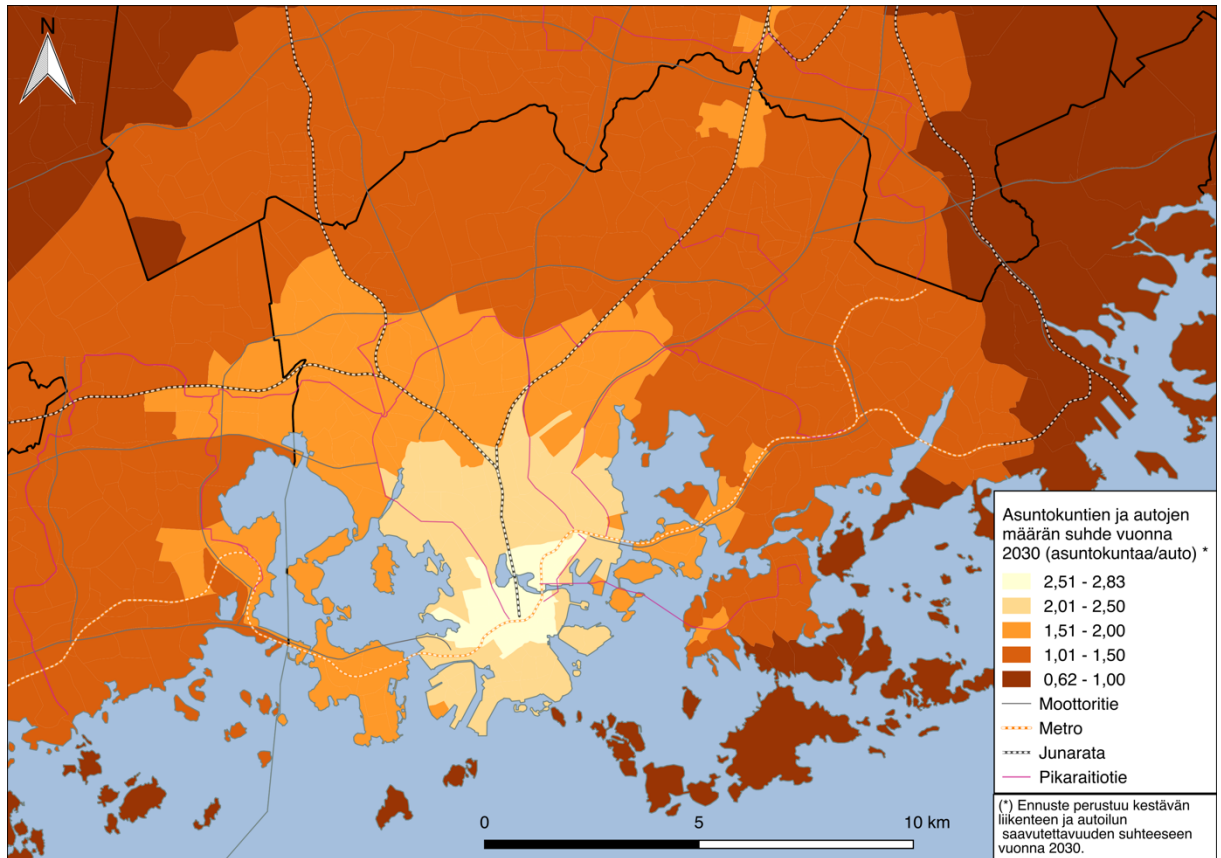 N
Asuntokuntien ja autojen
määrän suhde vuonna
2030 (asuntokuntaa/auto) *
2,51 - 2,83
2,01 - 2,50
1,51 - 2,00
1,01 - 1,50
0,62 - 1,00
Moottoritie
Metro
Junarata
Pikaraitiotie
(*) Ennuste perustuu kestävän
liikenteen ja autoilun
saavutettavuuden suhteeseen
vuonna 2030.
0 5 10 km